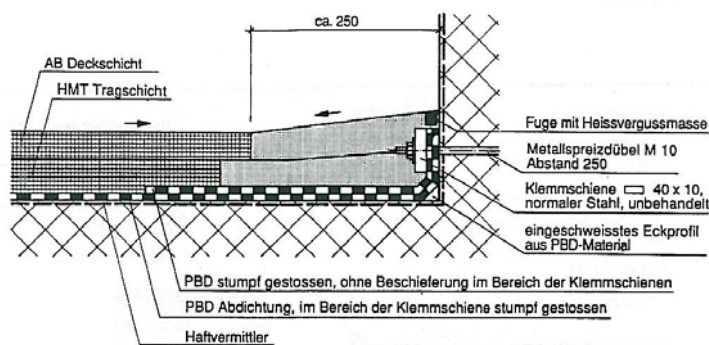 ca. 250
AB Deckschicht
HMT Tragschicht
Fuge mit Heissvergussmasse
Metallspreizdübel M 10
Abstand 250
Klemmschiene 40 x 10,
normaler Stahl, unbehandelt
eingeschweisstes Eckprofil
aus PBD-Material
PBD stumpf gestossen, ohne Beschieferung im Bereich der Klemmschienen
PBD Abdichtung, im Bereich der Klemmschiene stumpf gestossen
Haftvermittler